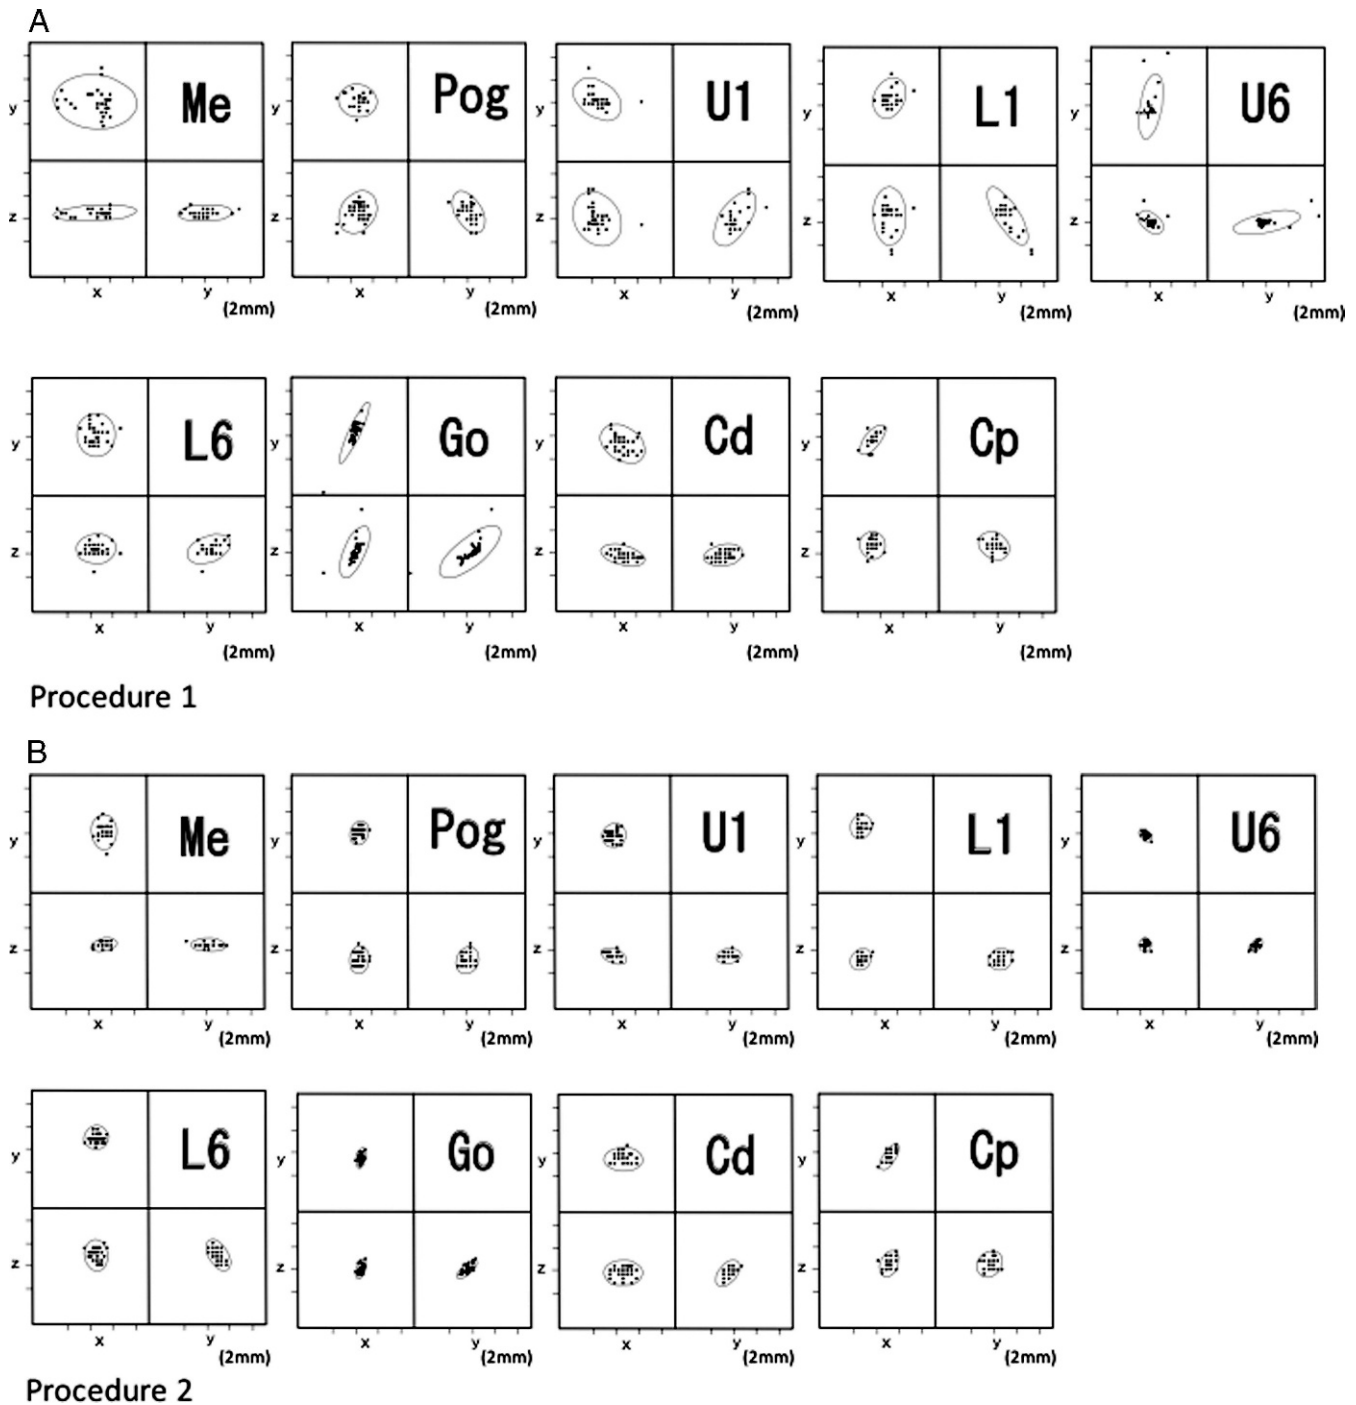 A
y Me y Pog y U1 y L1 y U6
z z z z z
x y x y x y x y x y
(2mm) (2mm) (2mm) (2mm) (2mm)
y L6 y Go y Cd y Cp
z z z z
x y x y x y x y
(2mm) (2mm) (2mm) (2mm)
Procedure 1
B
y Me y Pog y U1 y L1 y U6
z z z z z
x y x y x y x y x y
(2mm) (2mm) (2mm) (2mm) (2mm)
y L6 y Go y Cd y Cp
z z z z
x y x y x y x y
(2mm) (2mm) (2mm) (2mm)
Procedure 2